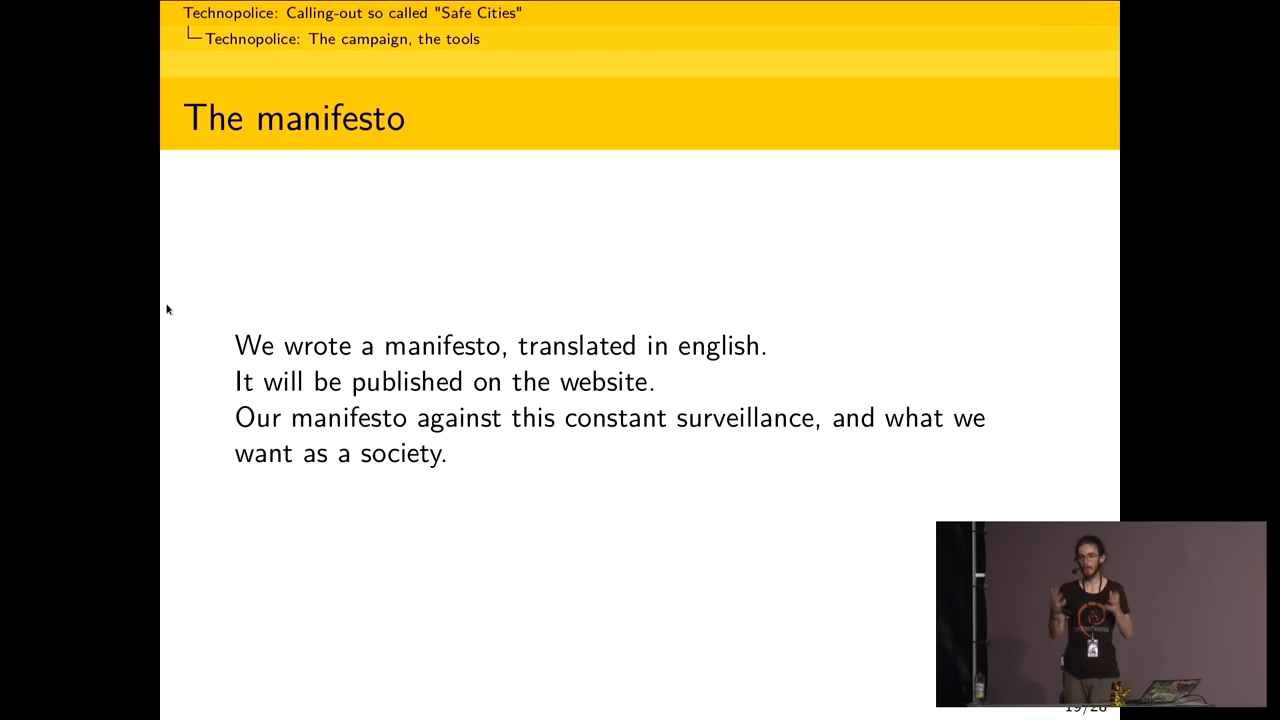 Technopolice: Calling-out so called "Safe Cities"
Technopolice: The campaign, the tools
The manifesto
We wrote a manifesto, translated in english.
It will be published on the website.
Our manifesto against this constant surveillance, and what we
want as a society.